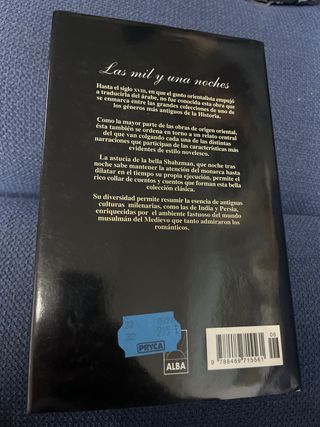 Las mil y una noches
Hasta el siglo XVIII, en que el gusto orientalista empujó
a traducirla del árabe, no fue conocida esta obra que
se enmarca entre las grandes colecciones de uno de
los géneros más antiguos de la Historia.
Como la mayor parte de las obras de origen oriental,
ésta también se ordena en torno a un relato central
del que van colgando cada una de las distintas
narraciones que participan de las características más
evidentes de estilo novelesco.
La astucia de la bella Shahzman, que noche tras
noche sabe mantener la atención del monarca hasta
dilatar en el tiempo su propia ejecución, permite el
rico collar de cuentos y cuentos que forman esta bella
colección clásica.
Su diversidad permite resumir la esencia de antiguas
culturas milenarias, como las de India y Persia,
enriquecidas por el ambiente fastuoso del mundo
musulmán del Medievo que tanto admiraron los
románticos.
PRYCA
ALBA
06
9 788489 715561